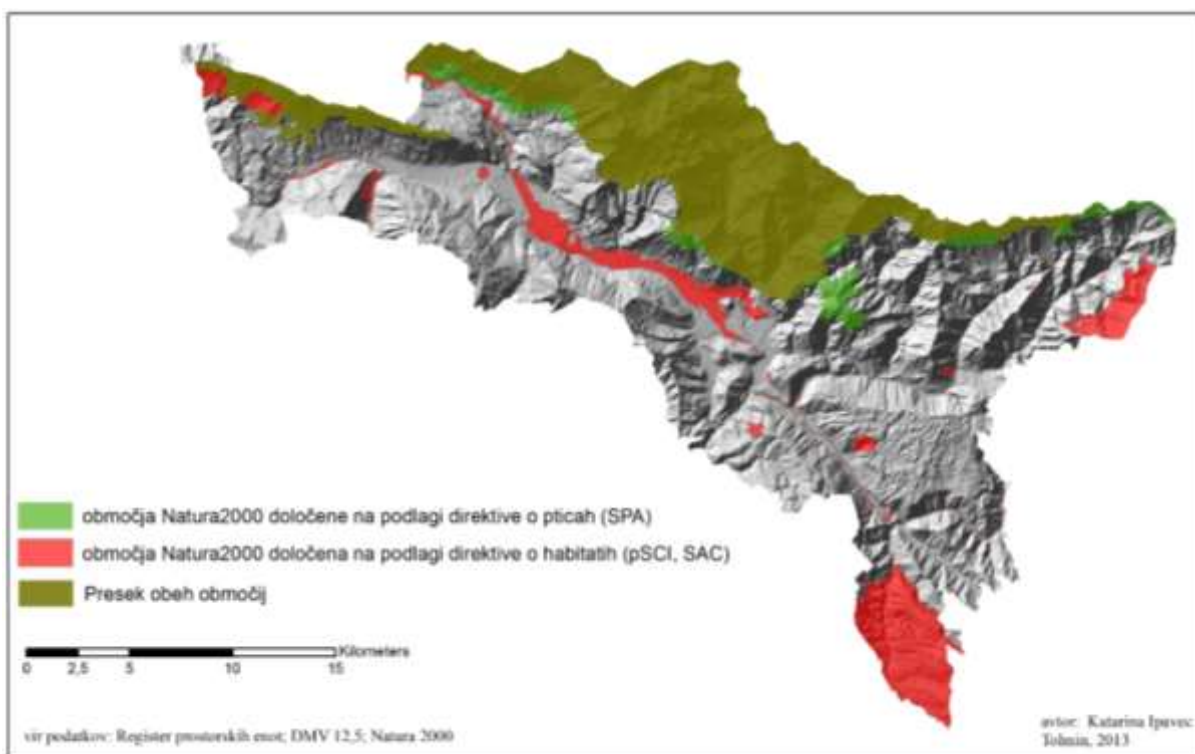 območja Natura2000 določene na podlagi direktive o pticah (SPA)
območja Natura2000 določena na podlagi direktive o habitatih (pSCI, SAC)
Presek obeh območij
Kilometers
0 2,5 5 10 15
vir podatkov: Register prostorskih enot; DMV 12,5; Natura 2000
avtor: Katarina Ipavec
Tolmin, 2013